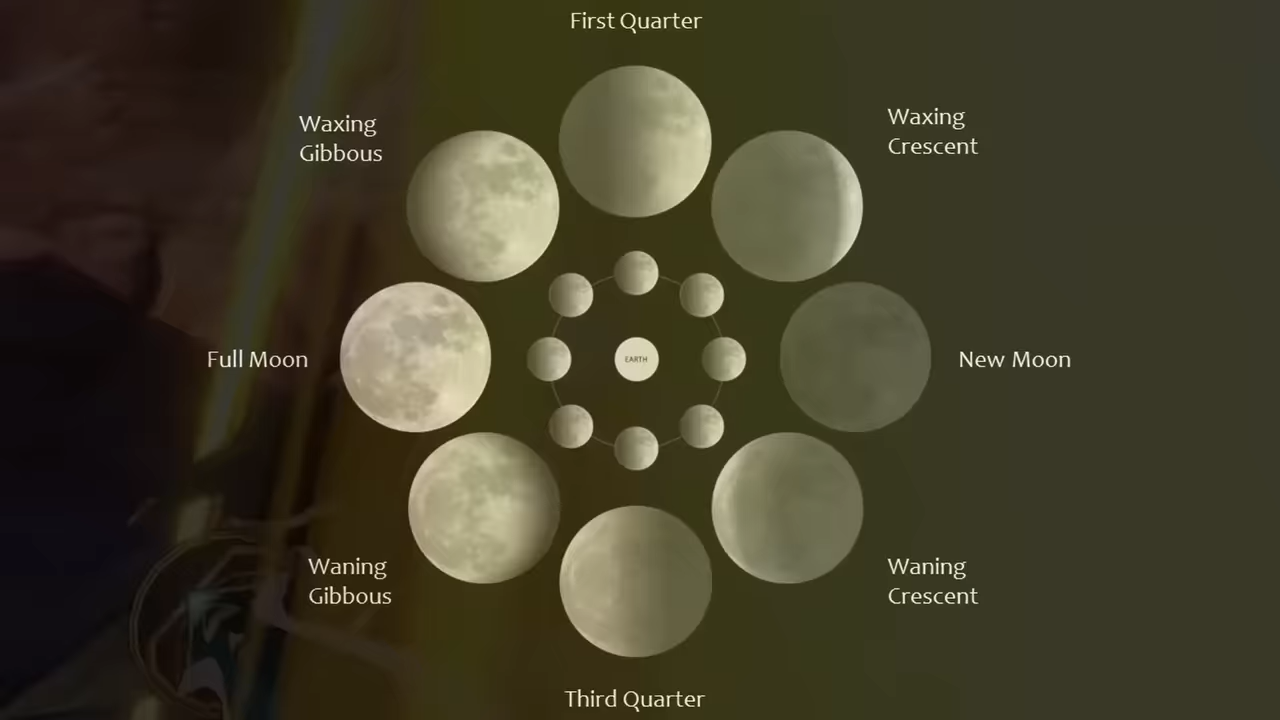 First Quarter
Waxing
Gibbous
Waxing
Crescent
Full Moon
EARTH
New Moon
Waning
Gibbous
Waning
Crescent
Third Quarter